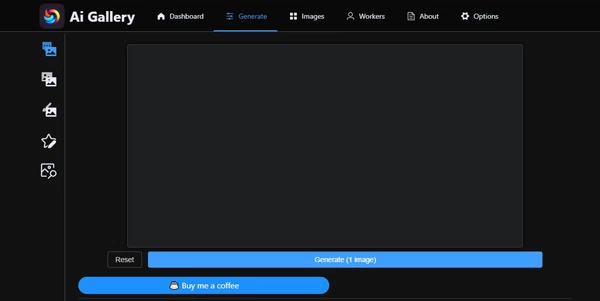 Ai Gallery
Dashboard
Generate
Images
Workers
About
Options
Reset
Generate (1 image)
Buy me a coffee